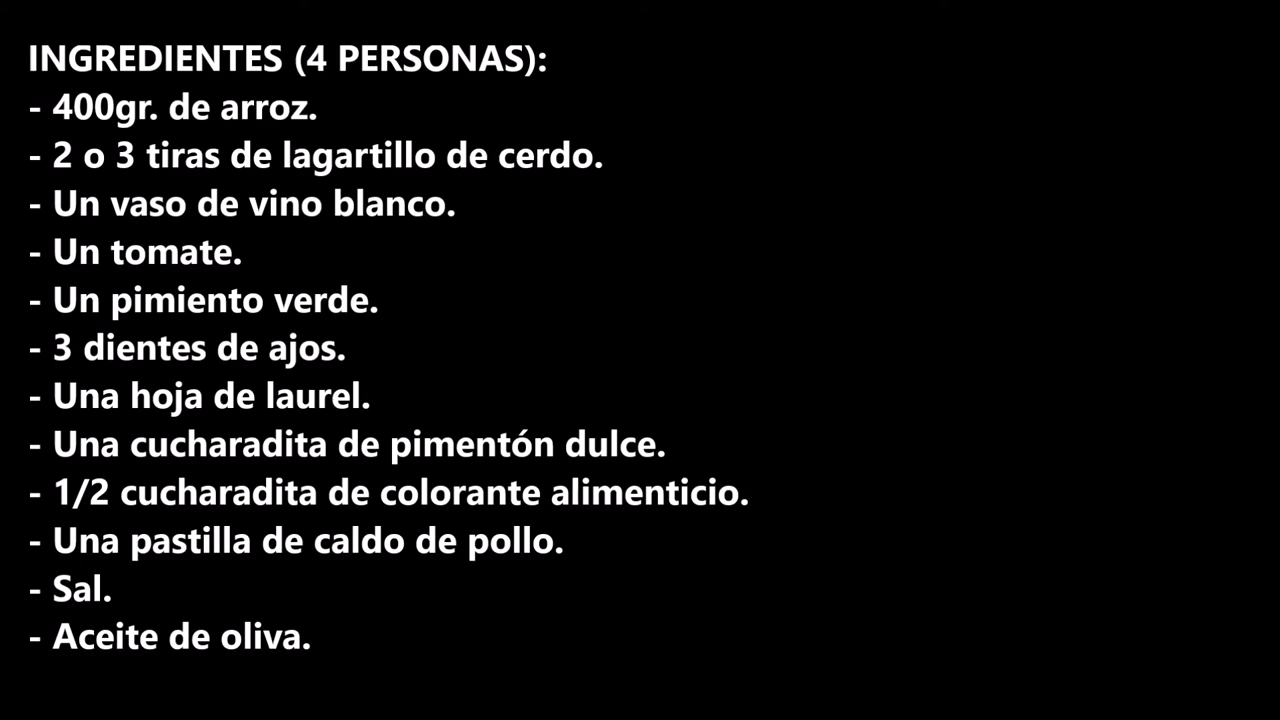 INGREDIENTES (4 PERSONAS):
- 400gr. de arroz.
- 2 o 3 tiras de lagartillo de cerdo.
- Un vaso de vino blanco.
- Un tomate.
- Un pimiento verde.
- 3 dientes de ajos.
- Una hoja de laurel.
- Una cucharadita de pimentón dulce.
- 1/2 cucharadita de colorante alimenticio.
- Una pastilla de caldo de pollo.
- Sal.
- Aceite de oliva.